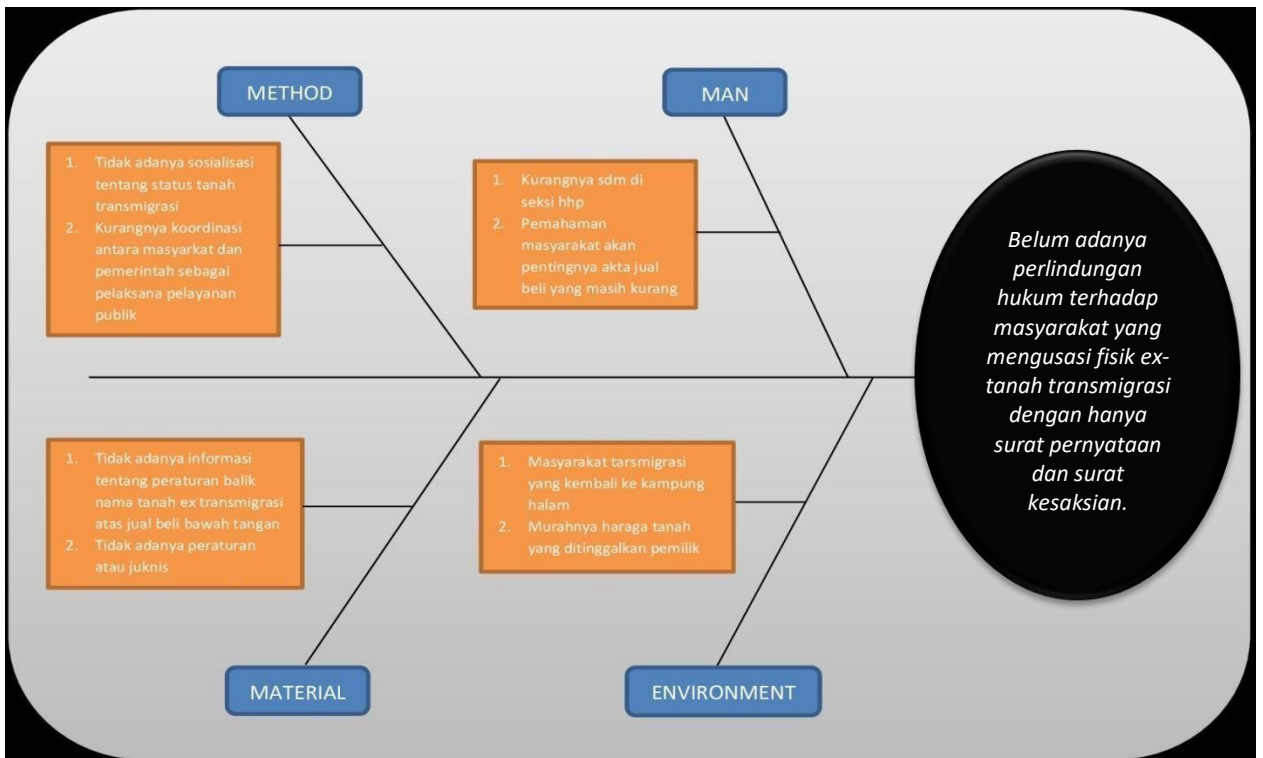 METHOD
MAN
1. Tidak adanya sosialisasi
tentang status tanah
transmigrasi
2. Kurangnya koordinasi
antara masyarkat dan
pemerintah sebagai
pelaksana pelayanan
publik
1. Kurangnya sdm di
seksi hhp
2. Pemahaman
masyarakat akan
pentingnya akta jual
beli yang masih kurang
Belum adanya
perlindungan
hukum terhadap
masyarakat yang
mengusasi fisik ex-
tanah transmigrasi
dengan hanya
surat pernyataan
dan surat
kesaksian.
1. Tidak adanya informasi
tentang peraturan balik
nama tanah ex transmigrasi
atas jual beli bawah tangan
2. Tidak adanya peraturan
atau juknis
1. Masyarakat tarsmigrasi
yang kembali ke kampung
halam
2. Murahnya haraga tanah
yang ditinggalkan pemilik
MATERIAL
ENVIRONMENT